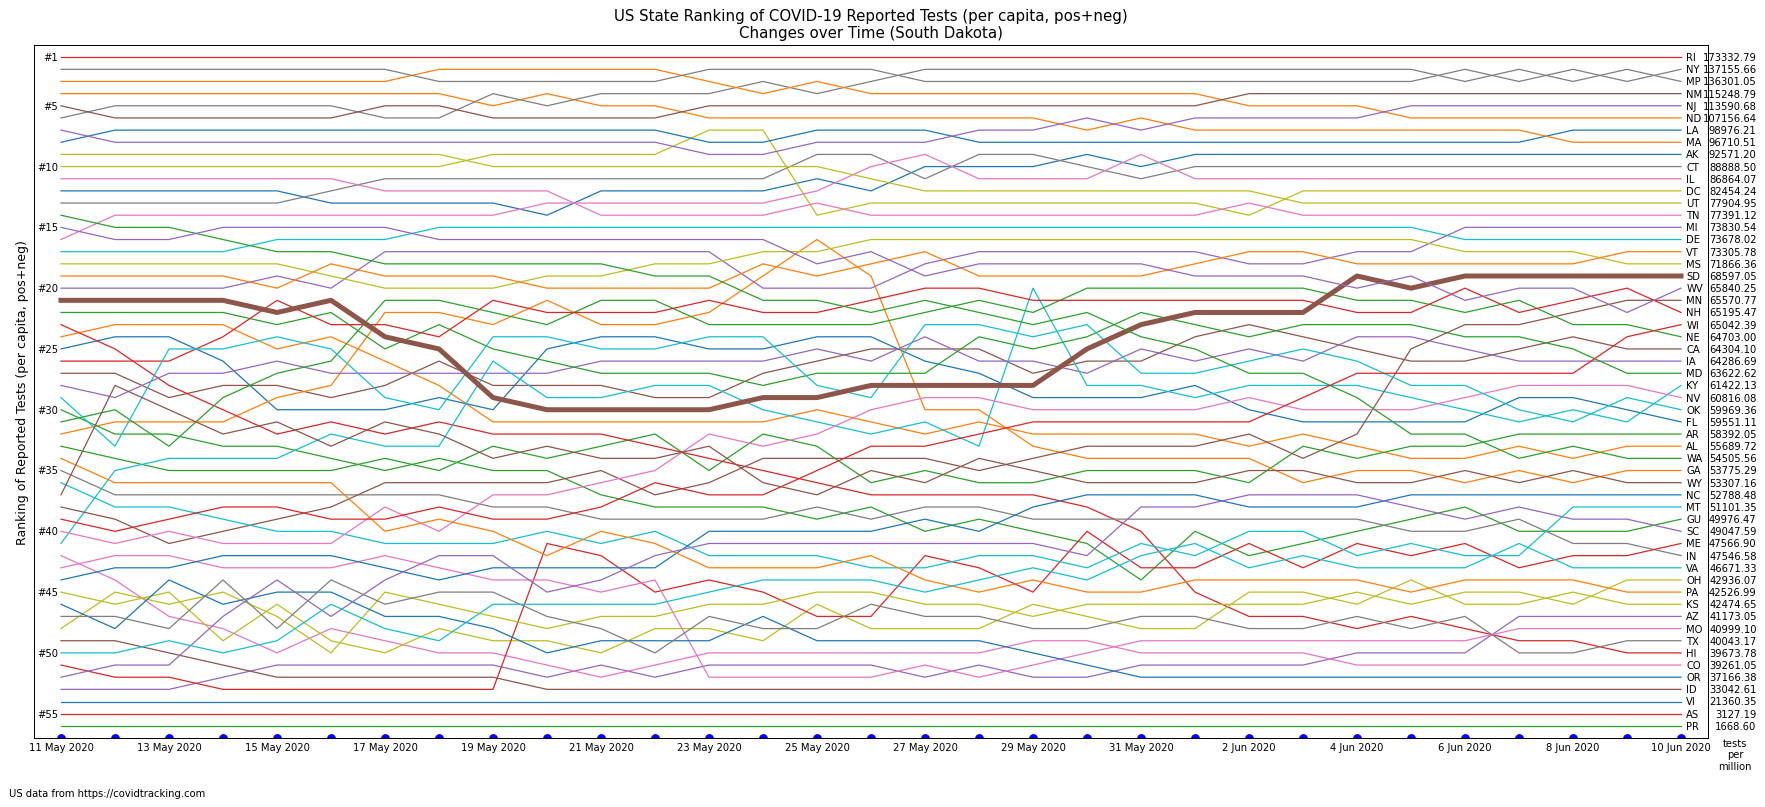 US State Ranking of COVID-19 Reported Tests (per capita, pos+neg)
Changes over Time (South Dakota)
Ranking of Reported Tests (per capita, pos+neg)
#1
#5
#10
#15
#20
#25
#30
#35
#40
#45
#50
#55
RI 173332.79
NY 137155.66
MP 136301.05
NM 115248.79
NJ 113590.68
ND 107156.64
LA 98976.21
MA 96710.51
AK 92571.20
CT 88888.50
IL 86864.07
DC 82454.24
UT 77904.95
TN 77391.12
MI 73830.54
DE 73678.02
VT 73305.78
MS 71866.36
SD 68597.05
WV 65840.25
MN 65570.77
NH 65195.47
WI 65042.39
NE 64703.00
CA 64304.10
IA 64286.69
MD 63622.62
KY 61422.13
NV 60816.08
OK 59969.36
FL 59551.11
AR 58392.05
AL 55689.72
WA 54505.56
GA 53775.29
WY 53307.16
NC 52788.48
MT 51101.35
GU 49976.47
SC 49047.59
ME 47566.90
IN 47546.58
VA 46671.33
OH 42936.07
PA 42526.99
KS 42474.65
AZ 41173.05
MO 40999.10
TX 40043.17
HI 39673.78
CO 39261.05
OR 37166.38
ID 33042.61
VI 21360.35
AS 3127.19
PR 1668.60
11 May 2020 13 May 2020 15 May 2020 17 May 2020 19 May 2020 21 May 2020 23 May 2020 25 May 2020 27 May 2020 29 May 2020 31 May 2020 2 Jun 2020 4 Jun 2020 6 Jun 2020 8 Jun 2020 10 Jun 2020
tests
per
million
US data from https://covidtracking.com